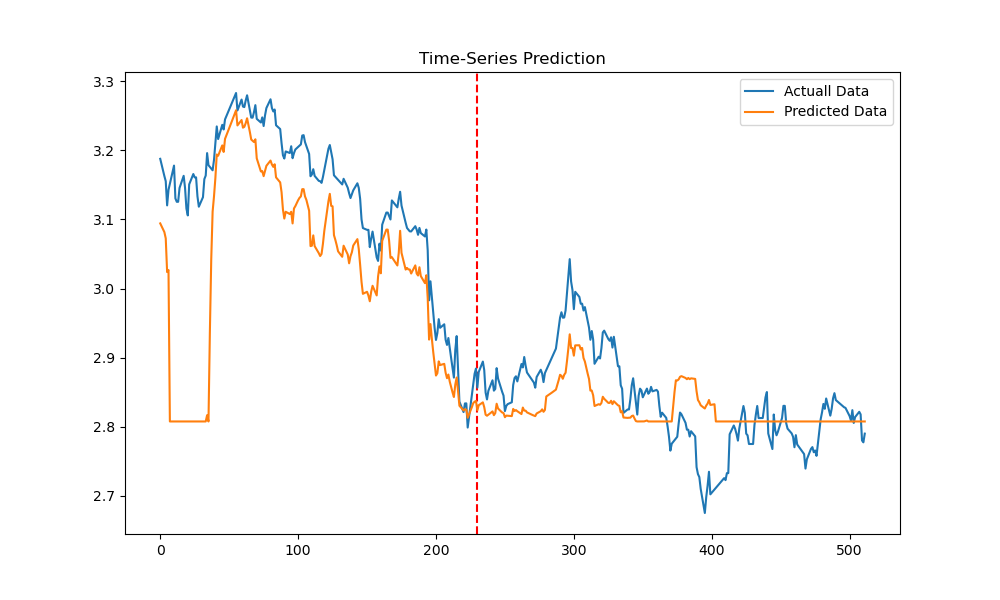 Time-Series Prediction
Actuall Data
Predicted Data
3.3
3.2
3.1
3.0
2.9
2.8
2.7
0 100 200 300 400 500